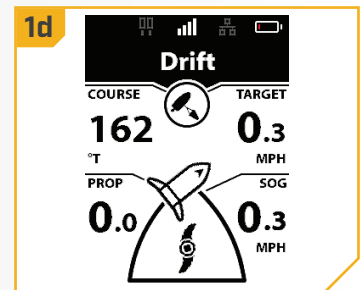 1d
Drift
COURSE TARGET
162 0.3
°T MPH
PROP SOG
0.0 0.3
MPH